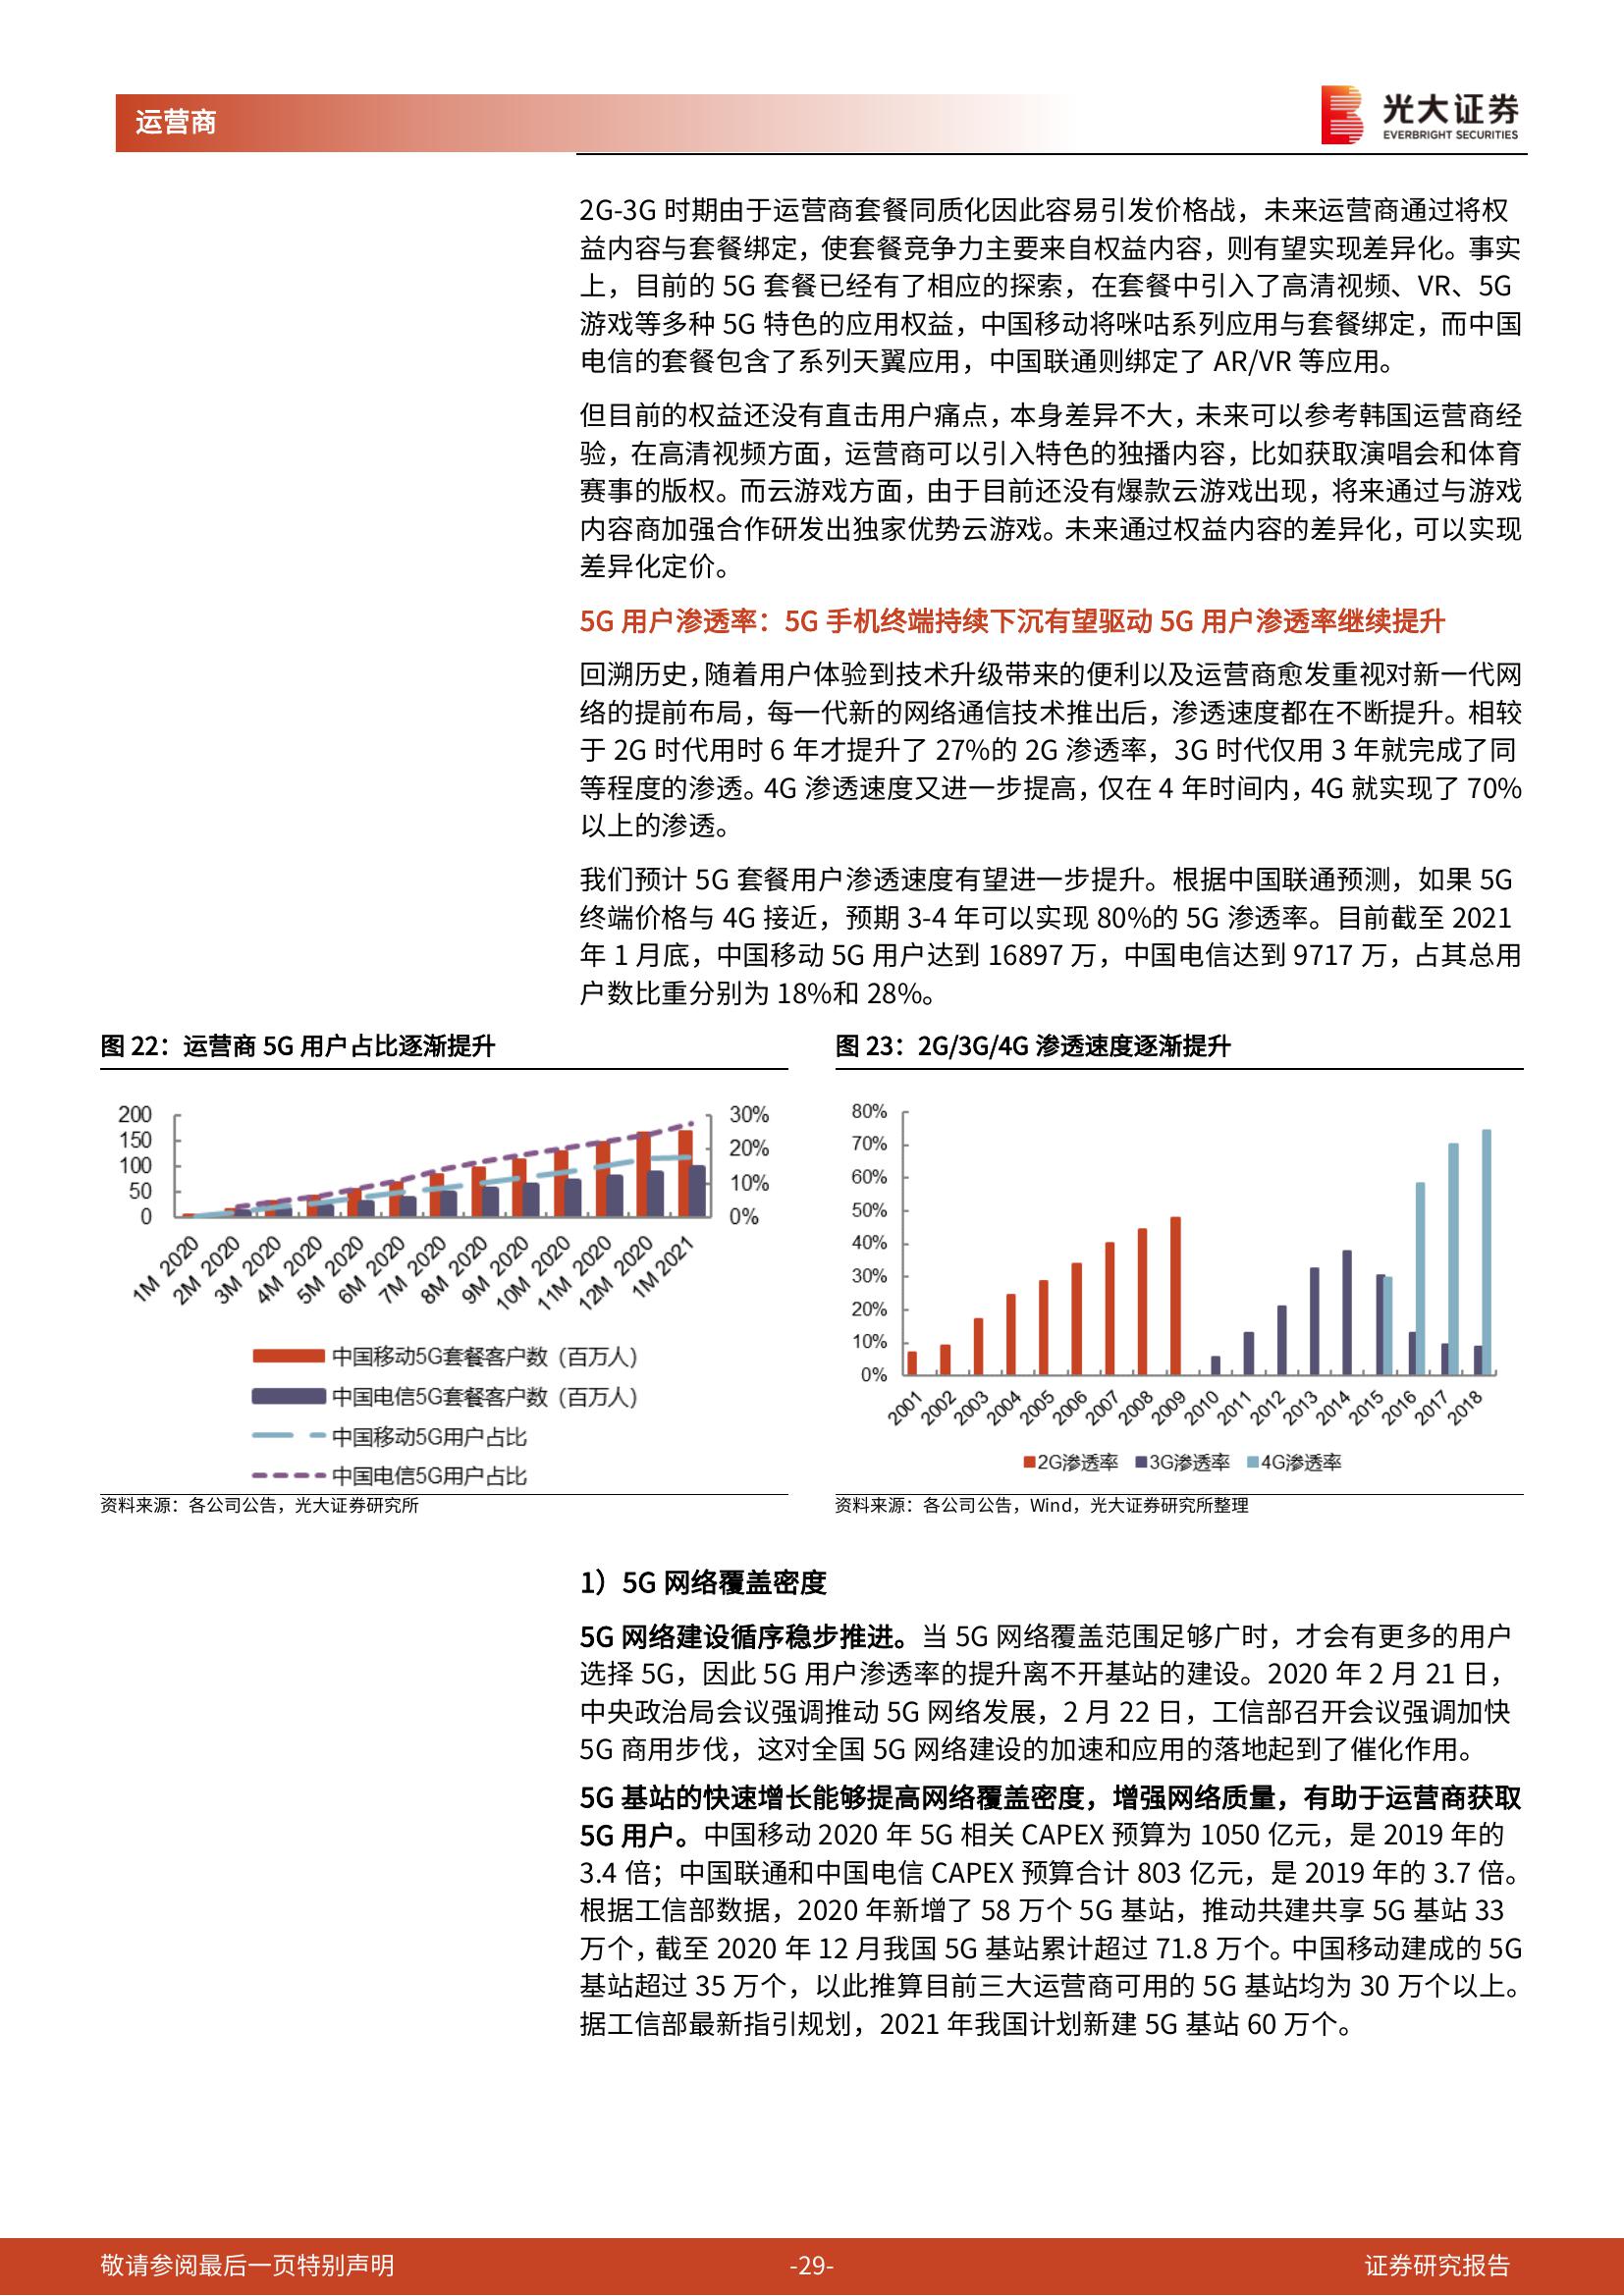 运营商
光大证券
EVERBRIGHT SECURITIES
2G-3G 时期由于运营商套餐同质化因此容易引发价格战，未来运营商通过将权
益内容与套餐绑定，使套餐竞争力主要来自权益内容，则有望实现差异化。事实
上，目前的 5G 套餐已经有了相应的探索，在套餐中引入了高清视频、VR、5G
游戏等多种 5G 特色的应用权益，中国移动将咪咕系列应用与套餐绑定，而中国
电信的套餐包含了系列天翼应用，中国联通则绑定了 AR/VR 等应用。
但目前的权益还没有直击用户痛点，本身差异不大，未来可以参考韩国运营商经
验，在高清视频方面，运营商可以引入特色的独播内容，比如获取演唱会和体育
赛事的版权。而云游戏方面，由于目前还没有爆款云游戏出现，将来通过与游戏
内容商加强合作研发出独家优势云游戏。未来通过权益内容的差异化，可以实现
差异化定价。
5G 用户渗透率：5G 手机终端持续下沉有望驱动 5G 用户渗透率继续提升
回溯历史，随着用户体验到技术升级带来的便利以及运营商愈发重视对新一代网
络的提前布局，每一代新的网络通信技术推出后，渗透速度都在不断提升。相较
于 2G 时代用时 6 年才提升了 27%的 2G 渗透率，3G 时代仅用 3 年就完成了同
等程度的渗透。4G 渗透速度又进一步提高，仅在 4 年时间内，4G 就实现了 70%
以上的渗透。
我们预计 5G 套餐用户渗透速度有望进一步提升。根据中国联通预测，如果 5G
终端价格与 4G 接近，预期 3-4 年可以实现 80%的 5G 渗透率。目前截至 2021
年 1 月底，中国移动 5G 用户达到 16897 万，中国电信达到 9717 万，占其总用
户数比重分别为 18%和 28%。
图 22：运营商 5G 用户占比逐渐提升
200
150
100
50
0
30%
20%
10%
0%
1M 2020
2M 2020
3M 2020
4M 2020
5M 2020
6M 2020
7M 2020
8M 2020
9M 2020
10M 2020
11M 2020
12M 2020
1M 2021
中国移动5G套餐客户数（百万人）
中国电信5G套餐客户数（百万人）
中国移动5G用户占比
中国电信5G用户占比
资料来源：各公司公告，光大证券研究所
图 23：2G/3G/4G 渗透速度逐渐提升
80%
70%
60%
50%
40%
30%
20%
10%
0%
2001
2002
2003
2004
2005
2006
2007
2008
2009
2010
2011
2012
2013
2014
2015
2016
2017
2018
2G渗透率 3G渗透率 4G渗透率
资料来源：各公司公告，Wind，光大证券研究所整理
1）5G 网络覆盖密度
5G 网络建设循序稳步推进。当 5G 网络覆盖范围足够广时，才会有更多的用户
选择 5G，因此 5G 用户渗透率的提升离不开基站的建设。2020 年 2 月 21 日，
中央政治局会议强调推动 5G 网络发展，2 月 22 日，工信部召开会议强调加快
5G 商用步伐，这对全国 5G 网络建设的加速和应用的落地起到了催化作用。
5G 基站的快速增长能够提高网络覆盖密度，增强网络质量，有助于运营商获取
5G 用户。中国移动 2020 年 5G 相关 CAPEX 预算为 1050 亿元，是 2019 年的
3.4 倍；中国联通和中国电信 CAPEX 预算合计 803 亿元，是 2019 年的 3.7 倍。
根据工信部数据，2020 年新增了 58 万个 5G 基站，推动共建共享 5G 基站 33
万个，截至 2020 年 12 月我国 5G 基站累计超过 71.8 万个。中国移动建成的 5G
基站超过 35 万个，以此推算目前三大运营商可用的 5G 基站均为 30 万个以上。
据工信部最新指引规划，2021 年我国计划新建 5G 基站 60 万个。
敬请参阅最后一页特别声明
-29-
证券研究报告